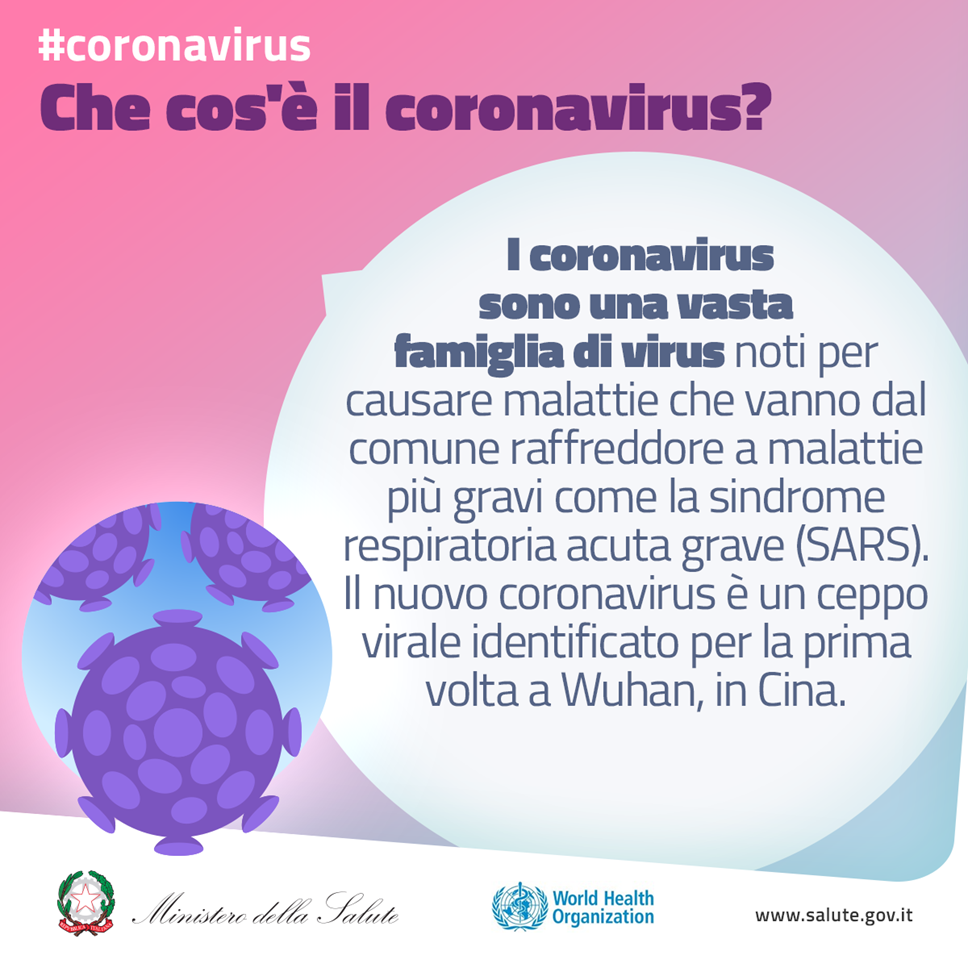 #coronavirus
Che cos'è il coronavirus?
I coronavirus
sono una vasta
famiglia di virus noti per
causare malattie che vanno dal
comune raffreddore a malattie
più gravi come la sindrome
respiratoria acuta grave (SARS).
Il nuovo coronavirus è un ceppo
virale identificato per la prima
volta a Wuhan, in Cina.
Ministero della Salute
World Health
Organization
www.salute.gov.it